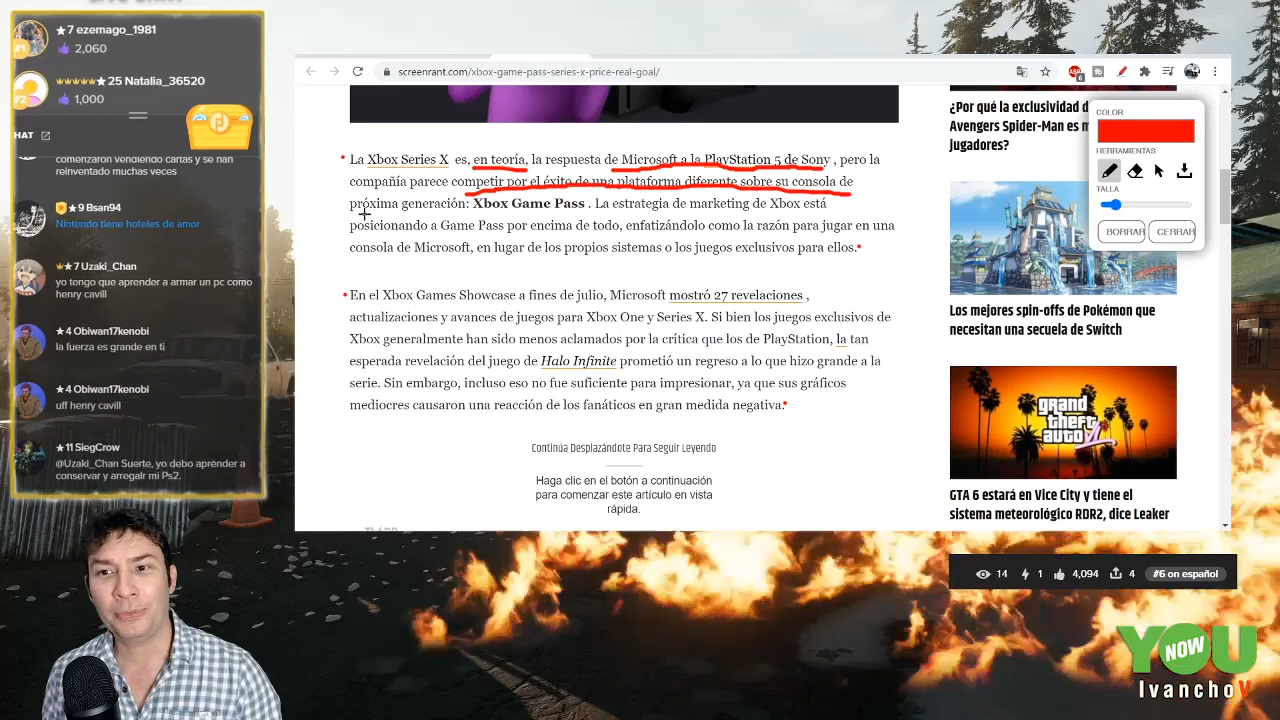 #1
★7 ezemago_1981
2,060
#2
★25 Natalia_36520
1,000
HAT
comenzaron vendiendo cartas y se han
reinventado muchas veces
★9 Bsan94
Nintendo tiene hoteles de amor
★7 Uzaki_Chan
yo tengo que aprender a armar un pc como
henry cavill
★4 Obiwan17kenobi
la fuerza es grande en ti
★4 Obiwan17kenobi
uff henry cavill
★11 SiegCrow
@Uzaki_Chan Suerte, yo debo aprender a
conservar y arregalr mi Ps2.
screenrant.com/xbox-game-pass-series-x-price-real-goal/
ABP
6
La Xbox Series X es, en teoría, la respuesta de Microsoft a la PlayStation 5 de Sony , pero la
compañía parece competir por el éxito de una plataforma diferente sobre su consola de
próxima generación: Xbox Game Pass . La estrategia de marketing de Xbox está
posicionando a Game Pass por encima de todo, enfatizándolo como la razón para jugar en una
consola de Microsoft, en lugar de los propios sistemas o los juegos exclusivos para ellos.
En el Xbox Games Showcase a fines de julio, Microsoft mostró 27 revelaciones ,
actualizaciones y avances de juegos para Xbox One y Series X. Si bien los juegos exclusivos de
Xbox generalmente han sido menos aclamados por la crítica que los de PlayStation, la tan
esperada revelación del juego de Halo Infinite prometió un regreso a lo que hizo grande a la
serie. Sin embargo, incluso eso no fue suficiente para impresionar, ya que sus gráficos
mediocres causaron una reacción de los fanáticos en gran medida negativa.
Continúa Desplazándote Para Seguir Leyendo
Haga clic en el botón a continuación
para comenzar este artículo en vista
rápida.
¿Por qué la exclusividad d
Avengers Spider-Man es m
jugadores?
COLOR
HERRAMIENTAS
TALLA
BORRAR
CERRAR
Los mejores spin-offs de Pokémon que
necesitan una secuela de Switch
grand
theft
auto
GTA 6 estará en Vice City y tiene el
sistema meteorológico RDR2, dice Leaker
14 1 4,094 4 #6 en español
YOU
NOW
IvanchoV